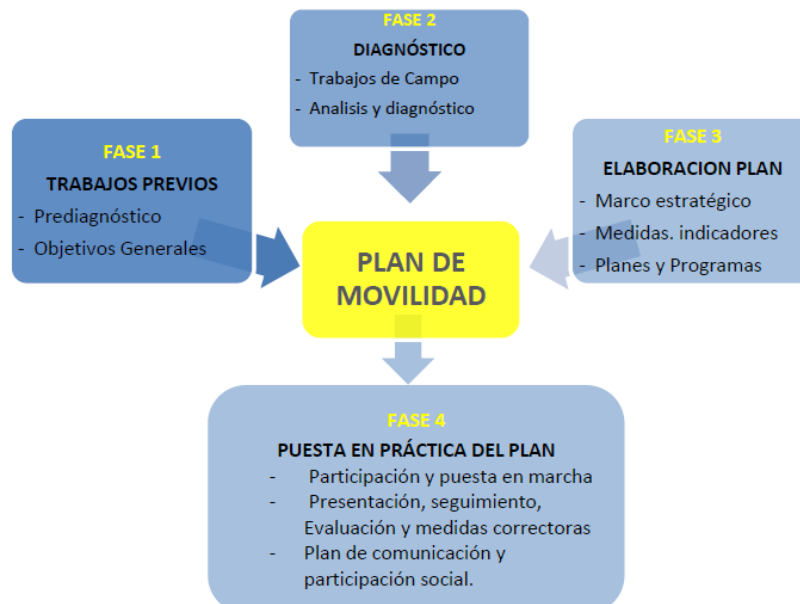 FASE 1
TRABAJOS PREVIOS
- Prediagnóstico
- Objetivos Generales
FASE 2
DIAGNÓSTICO
- Trabajos de Campo
- Analisis y diagnóstico
FASE 3
ELABORACION PLAN
- Marco estratégico
- Medidas. indicadores
- Planes y Programas
PLAN DE
MOVILIDAD
FASE 4
PUESTA EN PRÁCTICA DEL PLAN
- Participación y puesta en marcha
- Presentación, seguimiento,
Evaluación y medidas correctoras
- Plan de comunicación y
participación social.